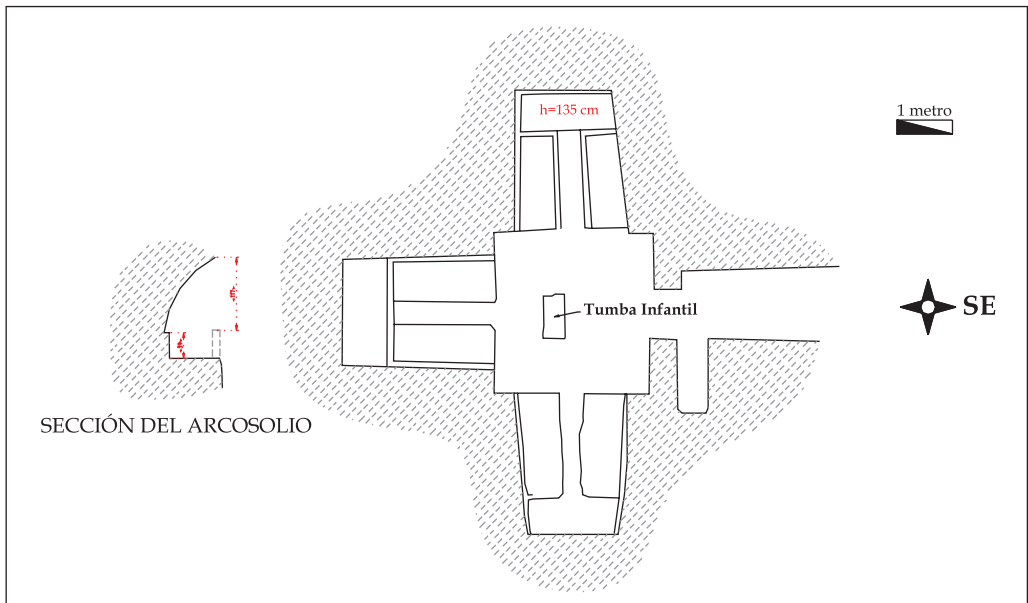 h=135 cm
1 metro
Tumba Infantil
SE
SECCIÓN DEL ARCOSOLIO